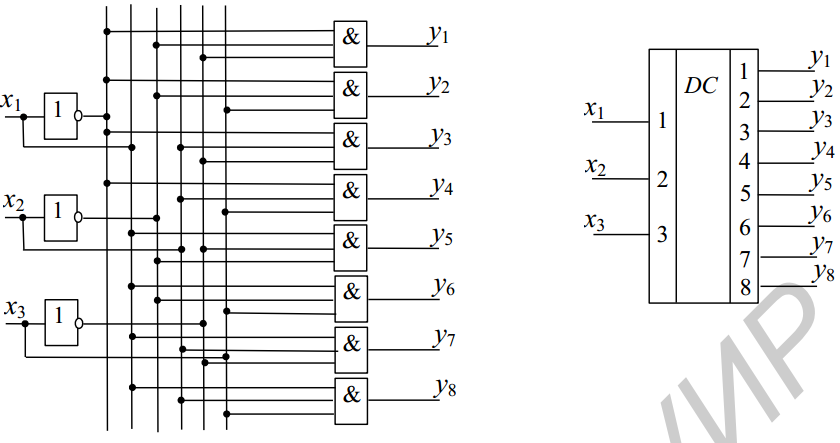 & y₁
& y₂
x₁ 1
& y₃
& y₄
x₂ 1
& y₅
& y₆
x₃ 1
& y₇
& y₈
DC
x₁ 1
x₂ 2
x₃ 3
1 y₁
2 y₂
3 y₃
4 y₄
5 y₅
6 y₆
7 y₇
8 y₈
УИР